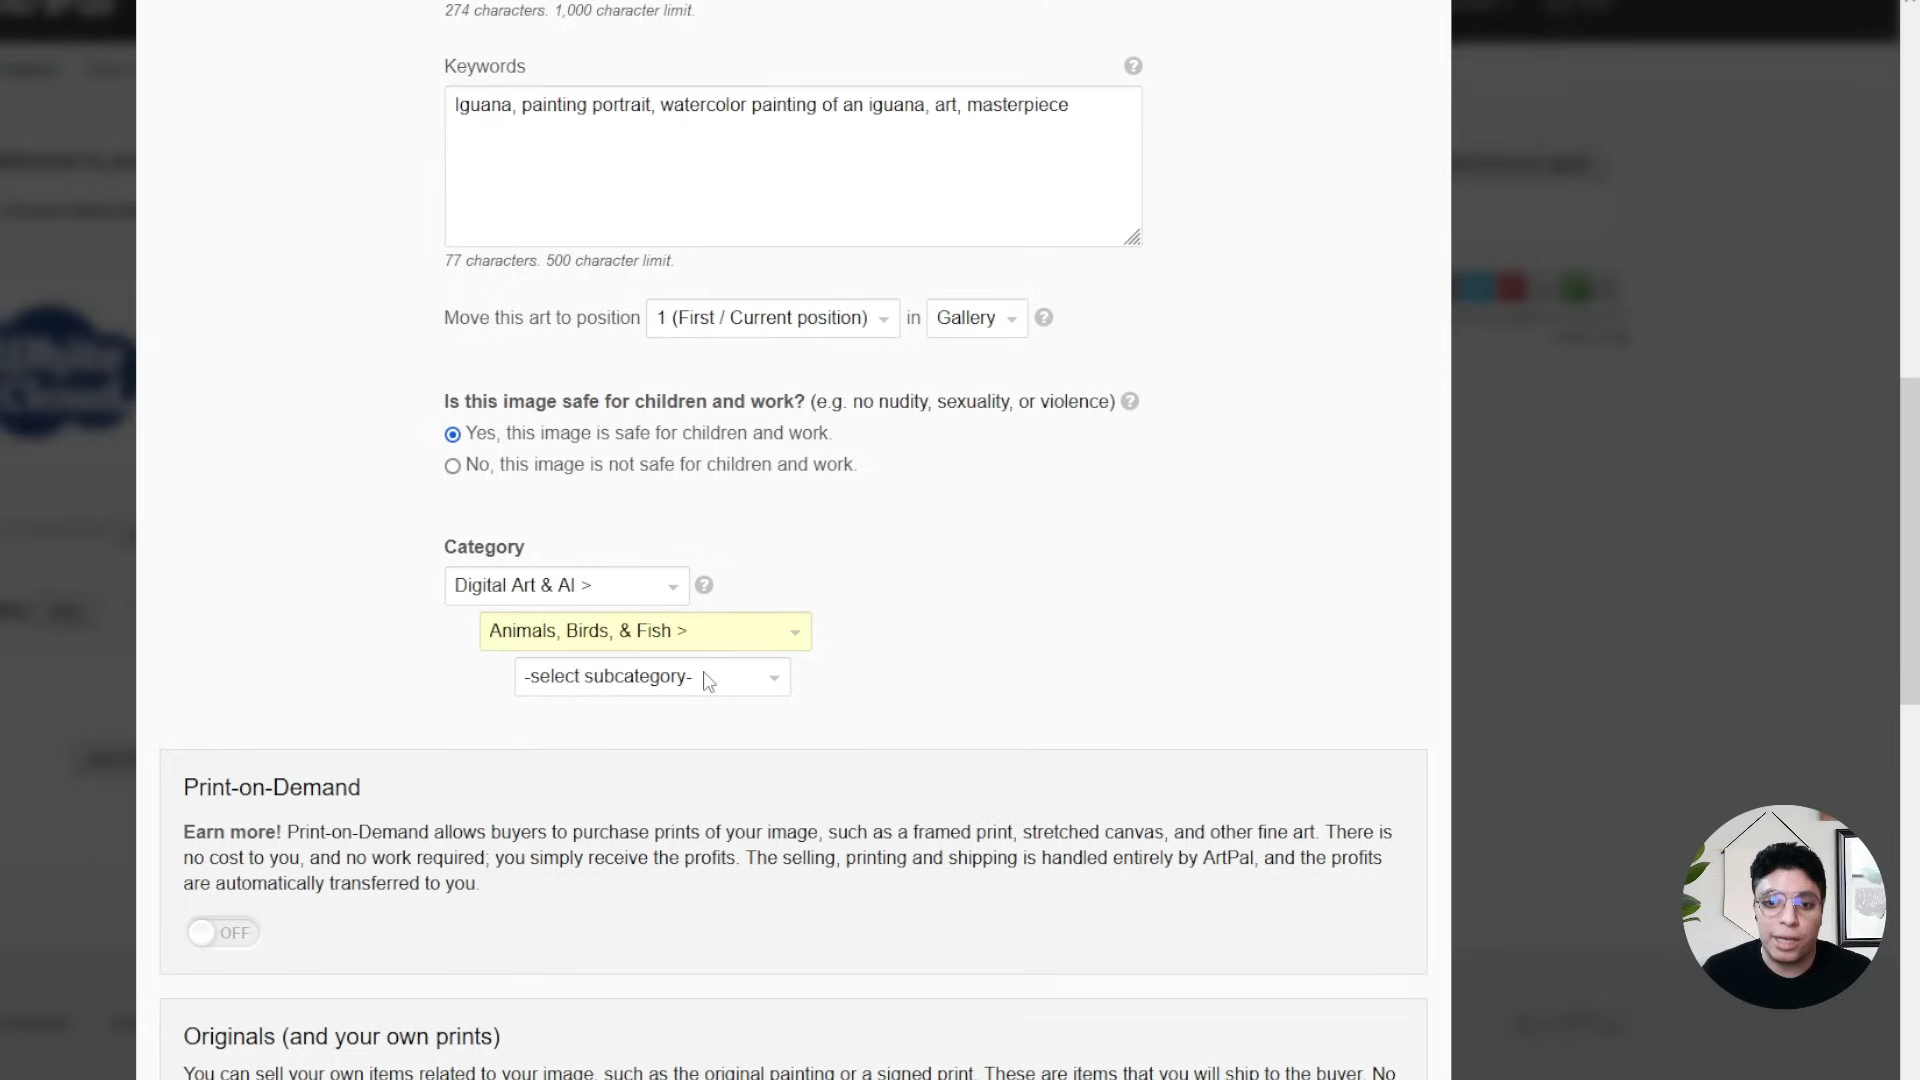 274 characters. 1,000 character limit.
Keywords
Iguana, painting portrait, watercolor painting of an iguana, art, masterpiece
77 characters. 500 character limit.
Move this art to position 1 (First / Current position) in Gallery
Is this image safe for children and work? (e.g. no nudity, sexuality, or violence)
Yes, this image is safe for children and work.
No, this image is not safe for children and work.
Category
Digital Art & AI >
Animals, Birds, & Fish >
-select subcategory-
Print-on-Demand
Earn more! Print-on-Demand allows buyers to purchase prints of your image, such as a framed print, stretched canvas, and other fine art. There is
no cost to you, and no work required; you simply receive the profits. The selling, printing and shipping is handled entirely by ArtPal, and the profits
are automatically transferred to you.
OFF
Originals (and your own prints)
You can sell your own items related to your image, such as the original painting or a signed print. These are items that you will ship to the buyer. No